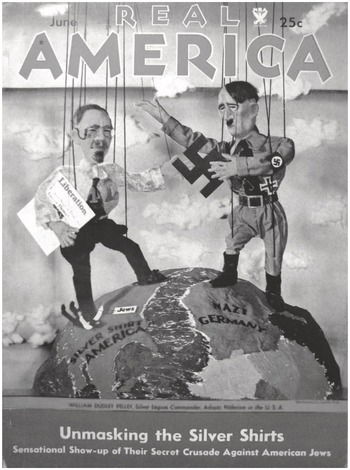 June
REAL
25c
AMERICA
Liberation
Jews
SILVER SHIRT
AMERICA
NAZI
GERMANY
WILLIAM DUDLEY PELLEY, Silver Legion Commander, Adopts Hitlerism in the U. S. A.
Unmasking the Silver Shirts
Sensational Show-up of Their Secret Crusade Against American Jews